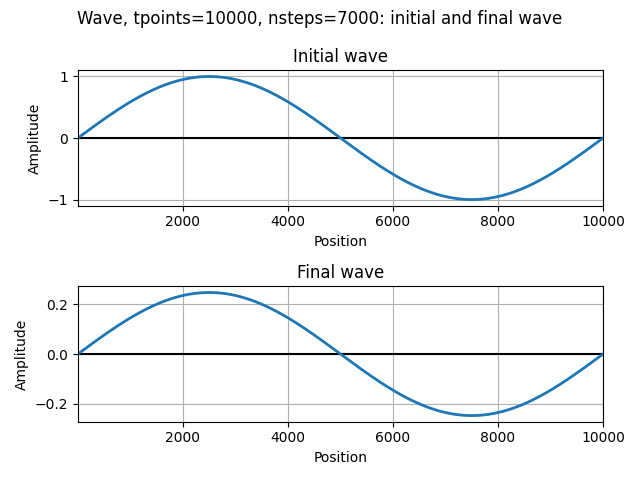 Wave, tpoints=10000, nsteps=7000: initial and final wave
Initial wave
1
0
−1
Amplitude
2000 4000 6000 8000 10000
Position
Final wave
0.2
0.0
−0.2
Amplitude
2000 4000 6000 8000 10000
Position